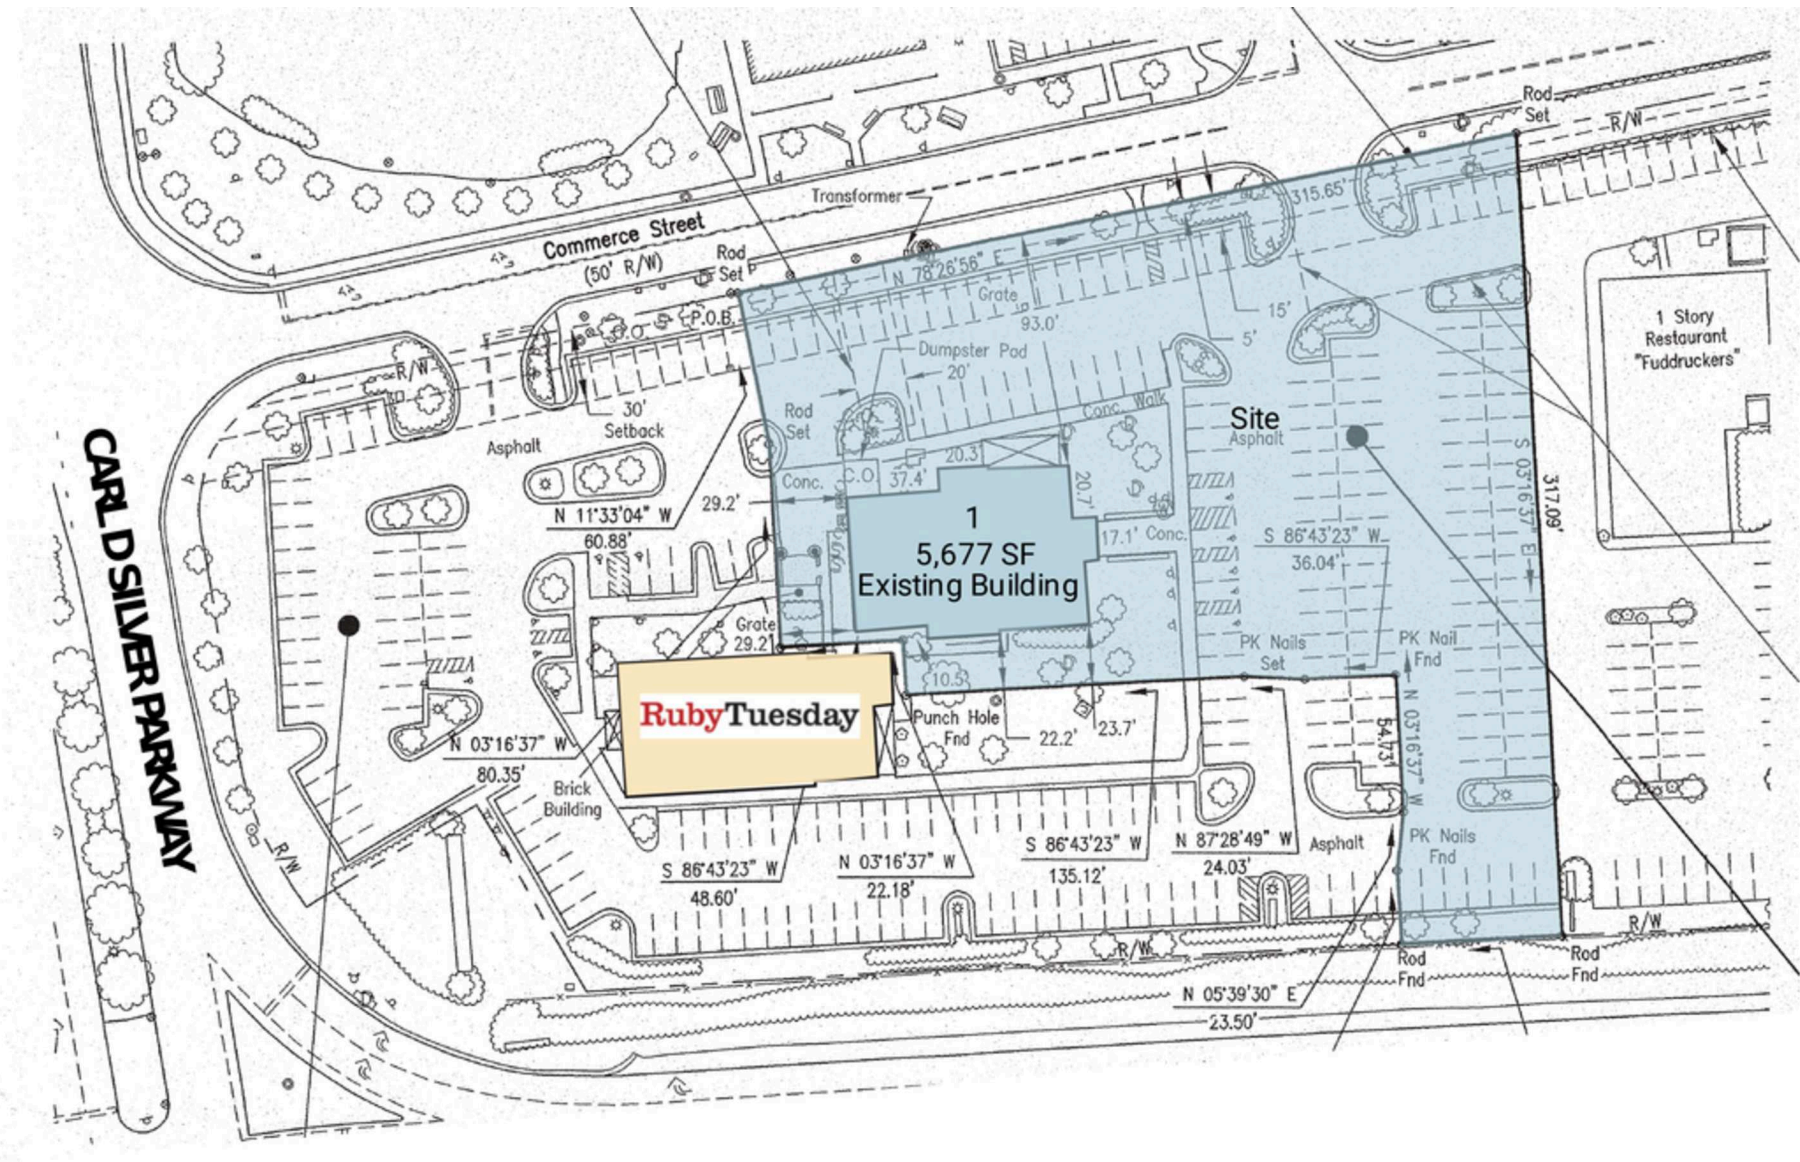 Rod
Set
R/W
Transformer
315.65'
Commerce Street
(50' R/W)
Rod
Set
N 78°26'56" E
Grate
93.0'
15'
5'
P.O.B.
C.O.
R/W
Dumpster Pad
20'
1 Story
Restaurant
"Fuddruckers"
30'
Setback
Asphalt
Rod
Set
Conc. Walk
Site
Asphalt
CARL D SILVER PARKWAY
20.3'
C.O.
37.4'
Conc.
29.2'
20.7'
S 03°16'37" E
317.09'
N 11°33'04" W
60.88'
1
5,677 SF
Existing Building
17.1'
Conc.
S 86°43'23" W
36.04'
Grate
29.2'
PK Nails
Set
PK Nail
Fnd
10.5'
RubyTuesday
Punch Hole
Fnd
22.2'
23.7'
54.73'
N 03°16'37" W
N 03°16'37" W
80.35'
Brick
Building
S 86°43'23" W
48.60'
N 03°16'37" W
22.18'
S 86°43'23" W
135.12'
N 87°28'49" W
24.03'
Asphalt
PK Nails
Fnd
R/W
R/W
R/W
Rod
Fnd
Rod
Fnd
N 05°39'30" E
23.50'